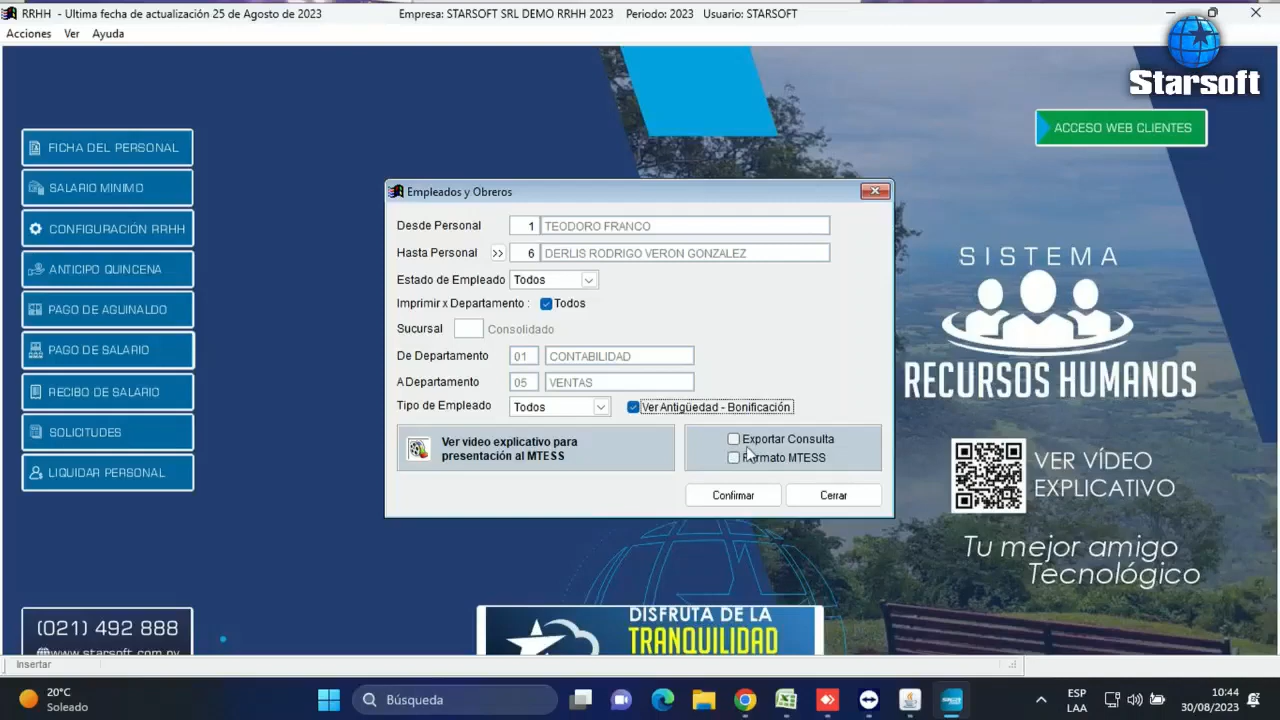 RRHH - Ultima fecha de actualización 25 de Agosto de 2023 Empresa: STARSOFT SRL DEMO RRHH 2023 Periodo: 2023 Usuario: STARSOFT
Acciones Ver Ayuda
Starsoft
ACCESO WEB CLIENTES
FICHA DEL PERSONAL
SALARIO MINIMO
CONFIGURACIÓN RRHH
ANTICIPO QUINCENA
PAGO DE AGUINALDO
PAGO DE SALARIO
RECIBO DE SALARIO
SOLICITUDES
LIQUIDAR PERSONAL
Empleados y Obreros
Desde Personal 1 TEODORO FRANCO
Hasta Personal >> 6 DERLIS RODRIGO VERON GONZALEZ
Estado de Empleado Todos
Imprimir x Departamento : Todos
Sucursal Consolidado
De Departamento 01 CONTABILIDAD
A Departamento 05 VENTAS
Tipo de Empleado Todos Ver Antigüedad - Bonificación
Ver video explicativo para
presentación al MTESS
Exportar Consulta
Formato MTESS
Confirmar Cerrar
SISTEMA
RECURSOS HUMANOS
VER VÍDEO
EXPLICATIVO
Tu mejor amigo
Tecnológico
(021) 492 888
www.starsoft.com.py
DISFRUTA DE LA
TRANQUILIDAD
Insertar
20°C
Soleado
Búsqueda
ESP
LAA
10:44
30/08/2023